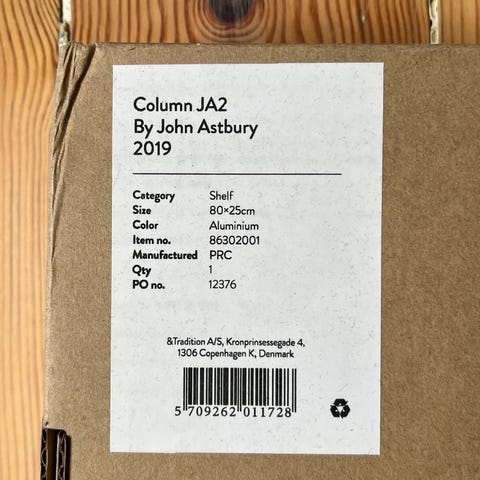 Column JA2
By John Astbury
2019
Category Shelf
Size 80×25cm
Color Aluminium
Item no. 86302001
Manufactured PRC
Qty 1
PO no. 12376
&Tradition A/S, Kronprinsessegade 4,
1306 Copenhagen K, Denmark
5 709262 011728